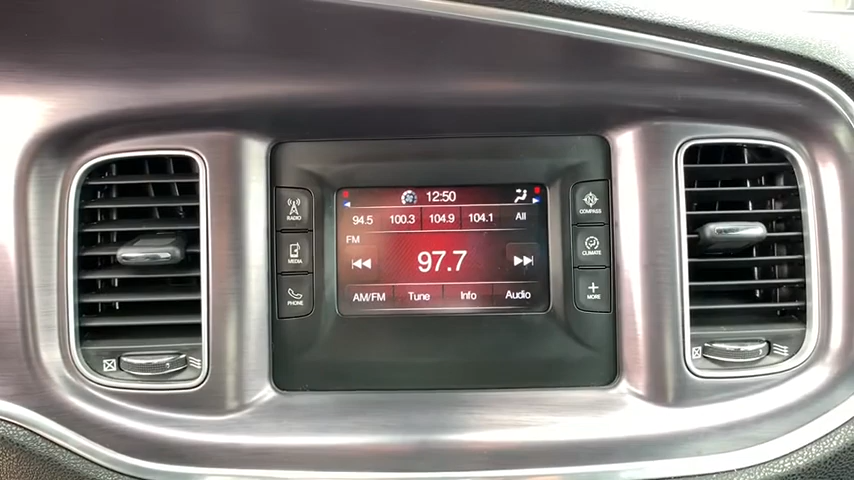 12:50
94.5 100.3 104.9 104.1 All
FM
97.7
AM/FM Tune Info Audio
RADIO
MEDIA
PHONE
N
COMPASS
CLIMATE
MORE